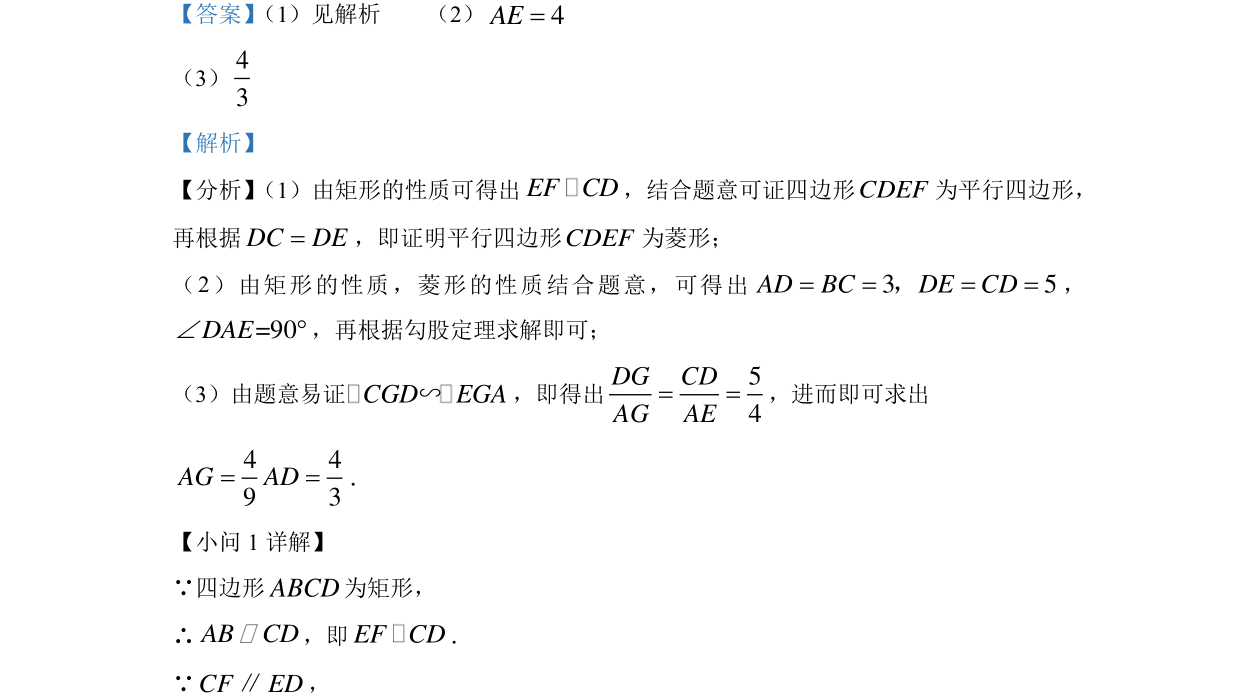 【答案】（1）见解析 （2） AE = 4
（3） 4/3
【解析】
【分析】（1）由矩形的性质可得出 EF □ CD ，结合题意可证四边形 CDEF 为平行四边形，
再根据 DC = DE ，即证明平行四边形 CDEF 为菱形；
（2）由矩形的性质，菱形的性质结合题意，可得出 AD = BC = 3，DE = CD = 5 ，
∠DAE=90° ，再根据勾股定理求解即可；
（3）由题意易证□ CGD∽□ EGA ，即得出 DG/AG = CD/AE = 5/4 ，进而即可求出
AG = 4/9 AD = 4/3 .
【小问 1 详解】
∵四边形 ABCD 为矩形，
∴ AB □ CD ，即 EF □ CD .
∵ CF ∥ ED ，